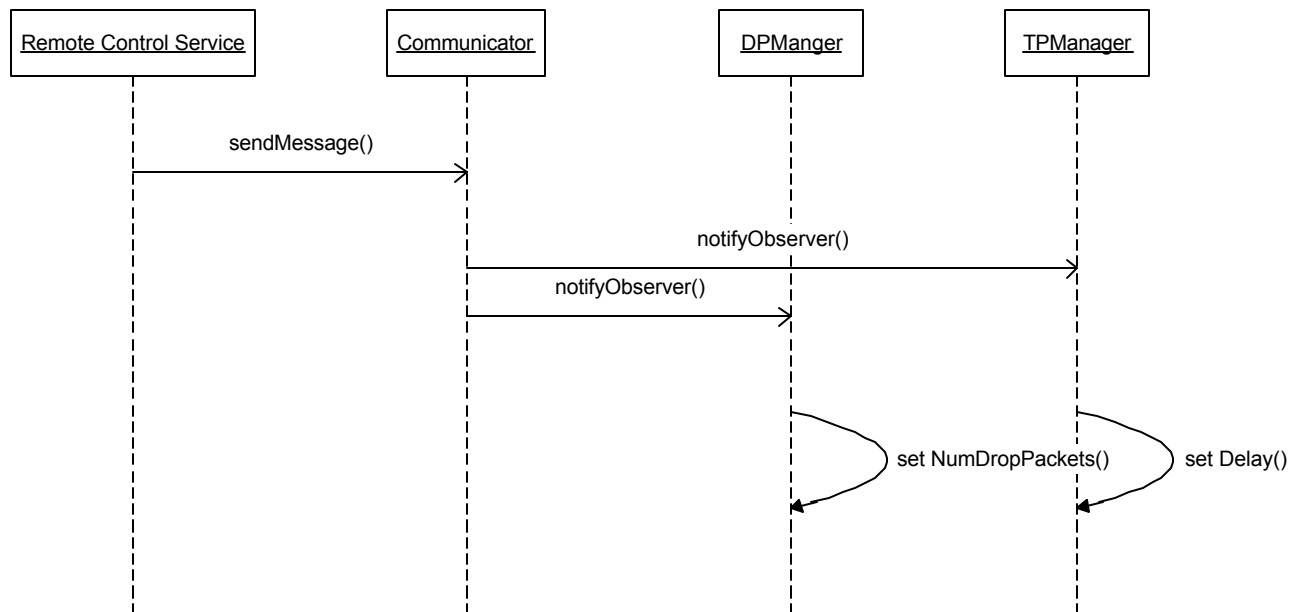 Remote Control Service
Communicator
DPManger
TPManager
sendMessage()
notifyObserver()
notifyObserver()
set NumDropPackets()
set Delay()